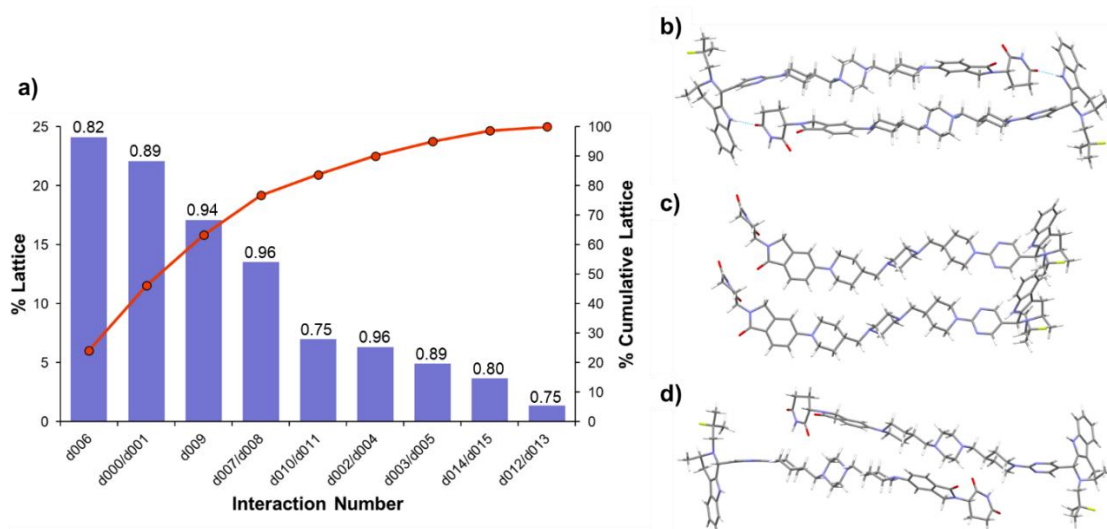 a)
25
20
15
10
5
0
% Lattice
0.82
0.89
0.94
0.96
0.75
0.96
0.89
0.80
0.75
100
90
80
70
60
50
40
30
20
10
0
% Cumulative Lattice
d006
d000/d001
d009
d007/d008
d010/d011
d002/d004
d003/d005
d014/d015
d012/d013
Interaction Number
b)
c)
d)